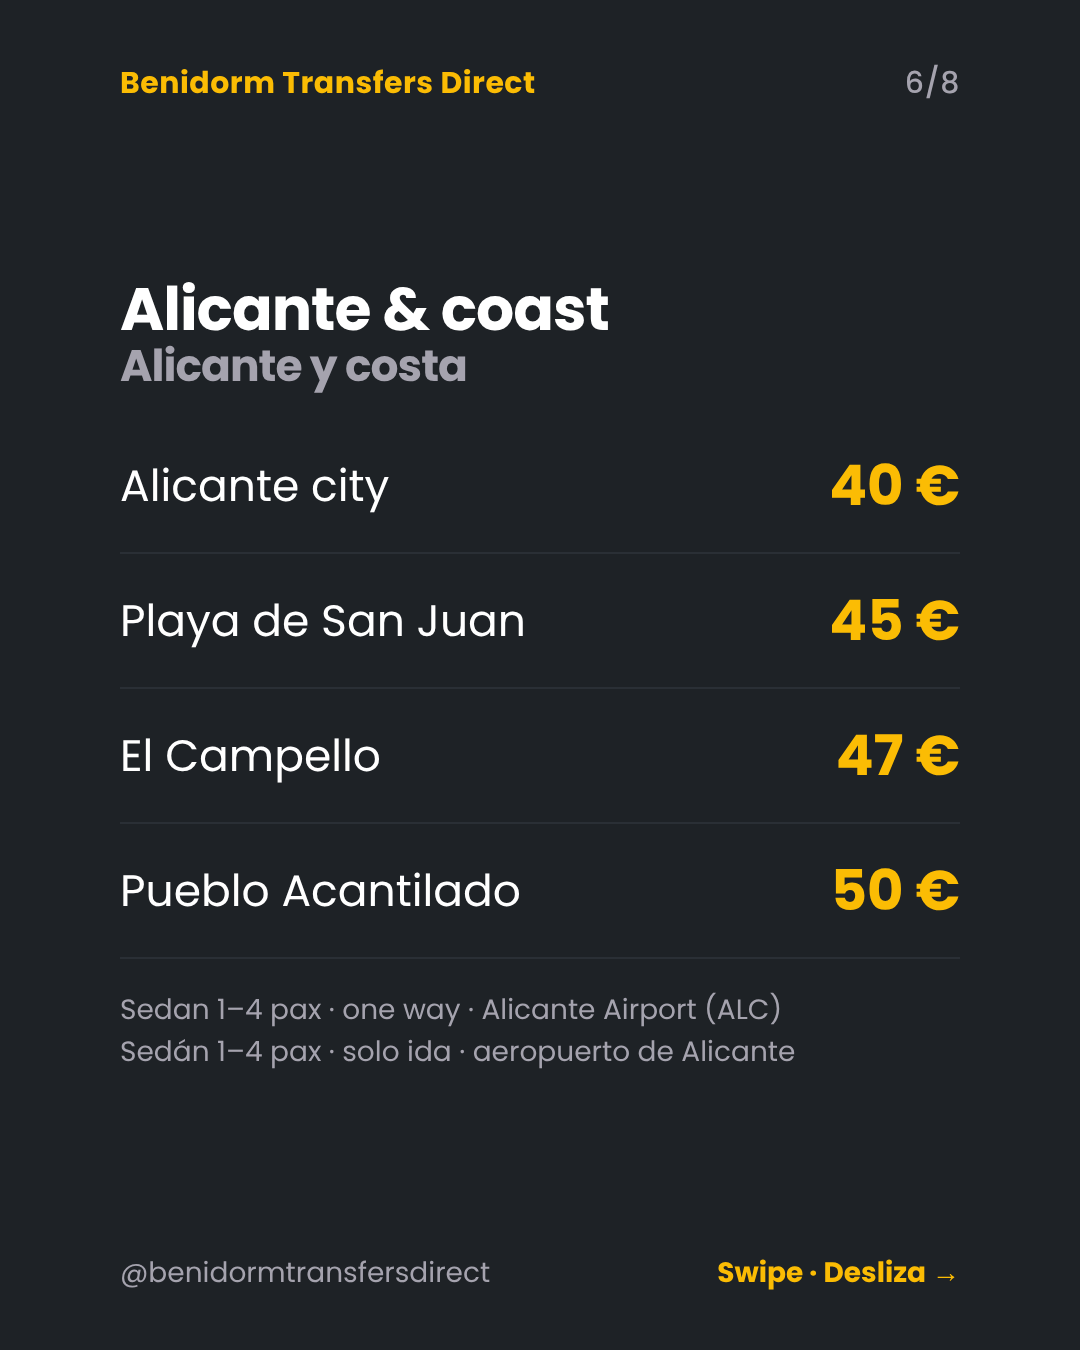 Benidorm Transfers Direct 6/8
Alicante & coast
Alicante y costa
Alicante city 40 €
Playa de San Juan 45 €
El Campello 47 €
Pueblo Acantilado 50 €
Sedan 1–4 pax · one way · Alicante Airport (ALC)
Sedán 1–4 pax · solo ida · aeropuerto de Alicante
@benidormtransfersdirect Swipe · Desliza →